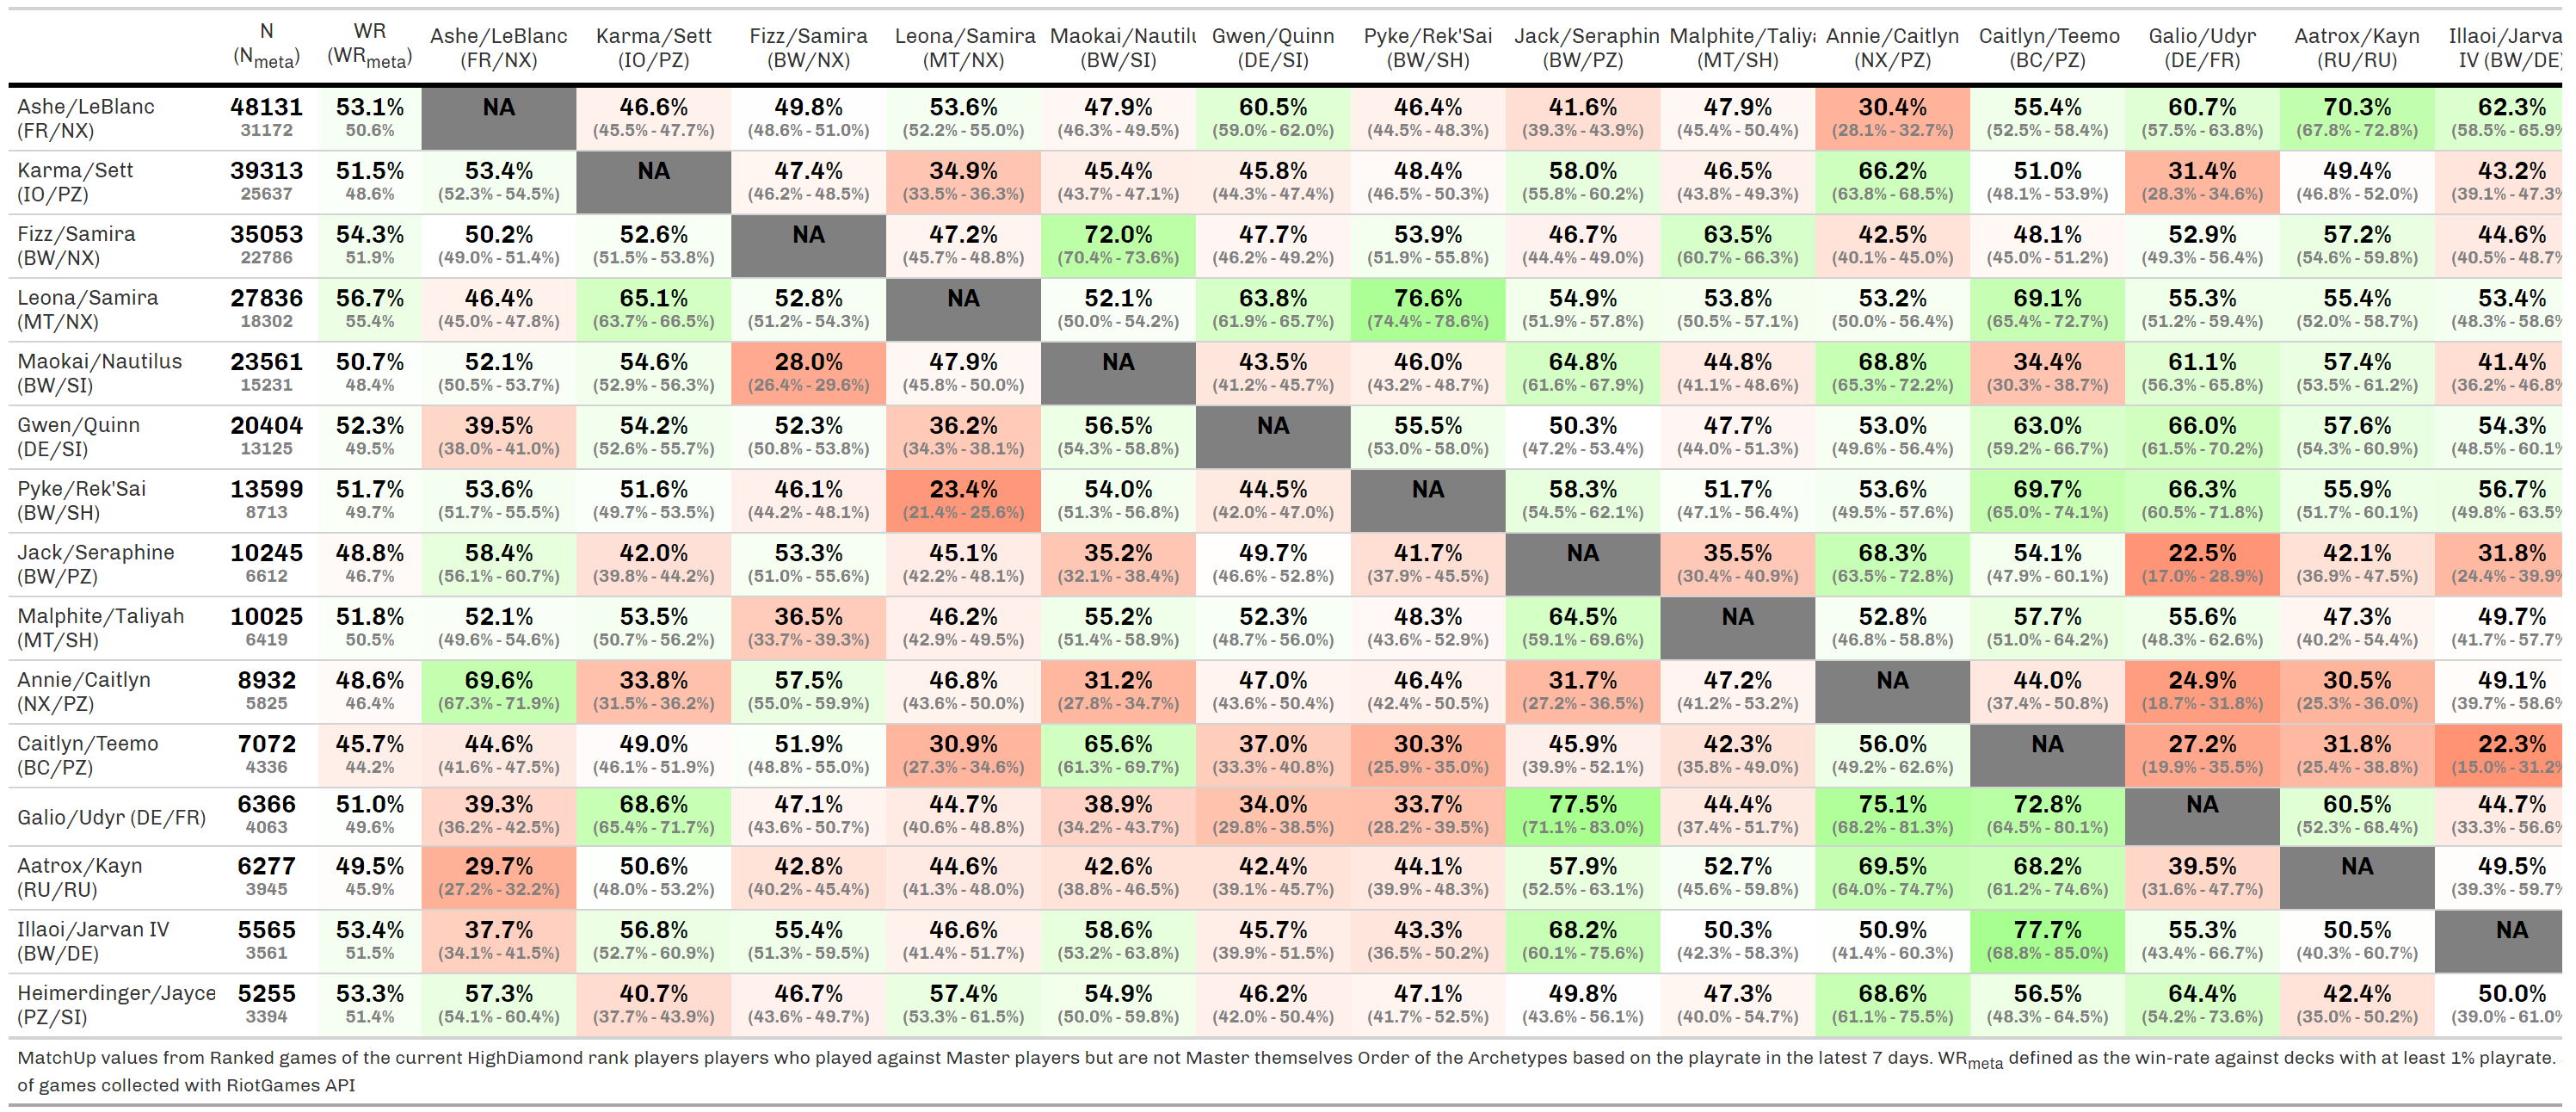 N WR Ashe/LeBlanc Karma/Sett Fizz/Samira Leona/Samira Maokai/Nautilu Gwen/Quinn Pyke/Rek'Sai Jack/Seraphin Malphite/Taliya Annie/Caitlyn Caitlyn/Teemo Galio/Udyr Aatrox/Kayn Illaoi/Jarva
(Nmeta) (WRmeta) (FR/NX) (IO/PZ) (BW/NX) (MT/NX) (BW/SI) (DE/SI) (BW/SH) (BW/PZ) (MT/SH) (NX/PZ) (BC/PZ) (DE/FR) (RU/RU) IV (BW/DE)
Ashe/LeBlanc 48131 53.1% NA 46.6% 49.8% 53.6% 47.9% 60.5% 46.4% 41.6% 47.9% 30.4% 55.4% 60.7% 70.3% 62.3%
(FR/NX) 31172 50.6% (45.5% - 47.7%) (48.6% - 51.0%) (52.2% - 55.0%) (46.3% - 49.5%) (59.0% - 62.0%) (44.5% - 48.3%) (39.3% - 43.9%) (45.4% - 50.4%) (28.1% - 32.7%) (52.5% - 58.4%) (57.5% - 63.8%) (67.8% - 72.8%) (58.5% - 65.9%
Karma/Sett 39313 51.5% 53.4% NA 47.4% 34.9% 45.4% 45.8% 48.4% 58.0% 46.5% 66.2% 51.0% 31.4% 49.4% 43.2%
(IO/PZ) 25637 48.6% (52.3% - 54.5%) (46.2% - 48.5%) (33.5% - 36.3%) (43.7% - 47.1%) (44.3% - 47.4%) (46.5% - 50.3%) (55.8% - 60.2%) (43.8% - 49.3%) (63.8% - 68.5%) (48.1% - 53.9%) (28.3% - 34.6%) (46.8% - 52.0%) (39.1% - 47.3%
Fizz/Samira 35053 54.3% 50.2% 52.6% NA 47.2% 72.0% 47.7% 53.9% 46.7% 63.5% 42.5% 48.1% 52.9% 57.2% 44.6%
(BW/NX) 22786 51.9% (49.0% - 51.4%) (51.5% - 53.8%) (45.7% - 48.8%) (70.4% - 73.6%) (46.2% - 49.2%) (51.9% - 55.8%) (44.4% - 49.0%) (60.7% - 66.3%) (40.1% - 45.0%) (45.0% - 51.2%) (49.3% - 56.4%) (54.6% - 59.8%) (40.5% - 48.7%
Leona/Samira 27836 56.7% 46.4% 65.1% 52.8% NA 52.1% 63.8% 76.6% 54.9% 53.8% 53.2% 69.1% 55.3% 55.4% 53.4%
(MT/NX) 18302 55.4% (45.0% - 47.8%) (63.7% - 66.5%) (51.2% - 54.3%) (50.0% - 54.2%) (61.9% - 65.7%) (74.4% - 78.6%) (51.9% - 57.8%) (50.5% - 57.1%) (50.0% - 56.4%) (65.4% - 72.7%) (51.2% - 59.4%) (52.0% - 58.7%) (48.3% - 58.6%
Maokai/Nautilus 23561 50.7% 52.1% 54.6% 28.0% 47.9% NA 43.5% 46.0% 64.8% 44.8% 68.8% 34.4% 61.1% 57.4% 41.4%
(BW/SI) 15231 48.4% (50.5% - 53.7%) (52.9% - 56.3%) (26.4% - 29.6%) (45.8% - 50.0%) (41.2% - 45.7%) (43.2% - 48.7%) (61.6% - 67.9%) (41.1% - 48.6%) (65.3% - 72.2%) (30.3% - 38.7%) (56.3% - 65.8%) (53.5% - 61.2%) (36.2% - 46.8%
Gwen/Quinn 20404 52.3% 39.5% 54.2% 52.3% 36.2% 56.5% NA 55.5% 50.3% 47.7% 53.0% 63.0% 66.0% 57.6% 54.3%
(DE/SI) 13125 49.5% (38.0% - 41.0%) (52.6% - 55.7%) (50.8% - 53.8%) (34.3% - 38.1%) (54.3% - 58.8%) (53.0% - 58.0%) (47.2% - 53.4%) (44.0% - 51.3%) (49.6% - 56.4%) (59.2% - 66.7%) (61.5% - 70.2%) (54.3% - 60.9%) (48.5% - 60.1%
Pyke/Rek'Sai 13599 51.7% 53.6% 51.6% 46.1% 23.4% 54.0% 44.5% NA 58.3% 51.7% 53.6% 69.7% 66.3% 55.9% 56.7%
(BW/SH) 8713 49.7% (51.7% - 55.5%) (49.7% - 53.5%) (44.2% - 48.1%) (21.4% - 25.6%) (51.3% - 56.8%) (42.0% - 47.0%) (54.5% - 62.1%) (47.1% - 56.4%) (49.5% - 57.6%) (65.0% - 74.1%) (60.5% - 71.8%) (51.7% - 60.1%) (49.8% - 63.5%
Jack/Seraphine 10245 48.8% 58.4% 42.0% 53.3% 45.1% 35.2% 49.7% 41.7% NA 35.5% 68.3% 54.1% 22.5% 42.1% 31.8%
(BW/PZ) 6612 46.7% (56.1% - 60.7%) (39.8% - 44.2%) (51.0% - 55.6%) (42.2% - 48.1%) (32.1% - 38.4%) (46.6% - 52.8%) (37.9% - 45.5%) (30.4% - 40.9%) (63.5% - 72.8%) (47.9% - 60.1%) (17.0% - 28.9%) (36.9% - 47.5%) (24.4% - 39.9%
Malphite/Taliyah 10025 51.8% 52.1% 53.5% 36.5% 46.2% 55.2% 52.3% 48.3% 64.5% NA 52.8% 57.7% 55.6% 47.3% 49.7%
(MT/SH) 6419 50.5% (49.6% - 54.6%) (50.7% - 56.2%) (33.7% - 39.3%) (42.9% - 49.5%) (51.4% - 58.9%) (48.7% - 56.0%) (43.6% - 52.9%) (59.1% - 69.6%) (46.8% - 58.8%) (51.0% - 64.2%) (48.3% - 62.6%) (40.2% - 54.4%) (41.7% - 57.7%
Annie/Caitlyn 8932 48.6% 69.6% 33.8% 57.5% 46.8% 31.2% 47.0% 46.4% 31.7% 47.2% NA 44.0% 24.9% 30.5% 49.1%
(NX/PZ) 5825 46.4% (67.3% - 71.9%) (31.5% - 36.2%) (55.0% - 59.9%) (43.6% - 50.0%) (27.8% - 34.7%) (43.6% - 50.4%) (42.4% - 50.5%) (27.2% - 36.5%) (41.2% - 53.2%) (37.4% - 50.8%) (18.7% - 31.8%) (25.3% - 36.0%) (39.7% - 58.6%
Caitlyn/Teemo 7072 45.7% 44.6% 49.0% 51.9% 30.9% 65.6% 37.0% 30.3% 45.9% 42.3% 56.0% NA 27.2% 31.8% 22.3%
(BC/PZ) 4336 44.2% (41.6% - 47.5%) (46.1% - 51.9%) (48.8% - 55.0%) (27.3% - 34.6%) (61.3% - 69.7%) (33.3% - 40.8%) (25.9% - 35.0%) (39.9% - 52.1%) (35.8% - 49.0%) (49.2% - 62.6%) (19.9% - 35.5%) (25.4% - 38.8%) (15.0% - 31.2%
Galio/Udyr (DE/FR) 6366 51.0% 39.3% 68.6% 47.1% 44.7% 38.9% 34.0% 33.7% 77.5% 44.4% 75.1% 72.8% NA 60.5% 44.7%
4063 49.6% (36.2% - 42.5%) (65.4% - 71.7%) (43.6% - 50.7%) (40.6% - 48.8%) (34.2% - 43.7%) (29.8% - 38.5%) (28.2% - 39.5%) (71.1% - 83.0%) (37.4% - 51.7%) (68.2% - 81.3%) (64.5% - 80.1%) (52.3% - 68.4%) (33.3% - 56.6%
Aatrox/Kayn 6277 49.5% 29.7% 50.6% 42.8% 44.6% 42.6% 42.4% 44.1% 57.9% 52.7% 69.5% 68.2% 39.5% NA 49.5%
(RU/RU) 3945 45.9% (27.2% - 32.2%) (48.0% - 53.2%) (40.2% - 45.4%) (41.3% - 48.0%) (38.8% - 46.5%) (39.1% - 45.7%) (39.9% - 48.3%) (52.5% - 63.1%) (45.6% - 59.8%) (64.0% - 74.7%) (61.2% - 74.6%) (31.6% - 47.7%) (39.3% - 59.7%
Illaoi/Jarvan IV 5565 53.4% 37.7% 56.8% 55.4% 46.6% 58.6% 45.7% 43.3% 68.2% 50.3% 50.9% 77.7% 55.3% 50.5% NA
(BW/DE) 3561 51.5% (34.1% - 41.5%) (52.7% - 60.9%) (51.3% - 59.5%) (41.4% - 51.7%) (53.2% - 63.8%) (39.9% - 51.5%) (36.5% - 50.2%) (60.1% - 75.6%) (42.3% - 58.3%) (41.4% - 60.3%) (68.8% - 85.0%) (43.4% - 66.7%) (40.3% - 60.7%)
Heimerdinger/Jayce 5255 53.3% 57.3% 40.7% 46.7% 57.4% 54.9% 46.2% 47.1% 49.8% 47.3% 68.6% 56.5% 64.4% 42.4% 50.0%
(PZ/SI) 3394 51.4% (54.1% - 60.4%) (37.7% - 43.9%) (43.6% - 49.7%) (53.3% - 61.5%) (50.0% - 59.8%) (42.0% - 50.4%) (41.7% - 52.5%) (43.6% - 56.1%) (40.0% - 54.7%) (61.1% - 75.5%) (48.3% - 64.5%) (54.2% - 73.6%) (35.0% - 50.2%) (39.0% - 61.0%
MatchUp values from Ranked games of the current HighDiamond rank players players who played against Master players but are not Master themselves Order of the Archetypes based on the playrate in the latest 7 days. WRmeta defined as the win-rate against decks with at least 1% playrate.
of games collected with RiotGames API